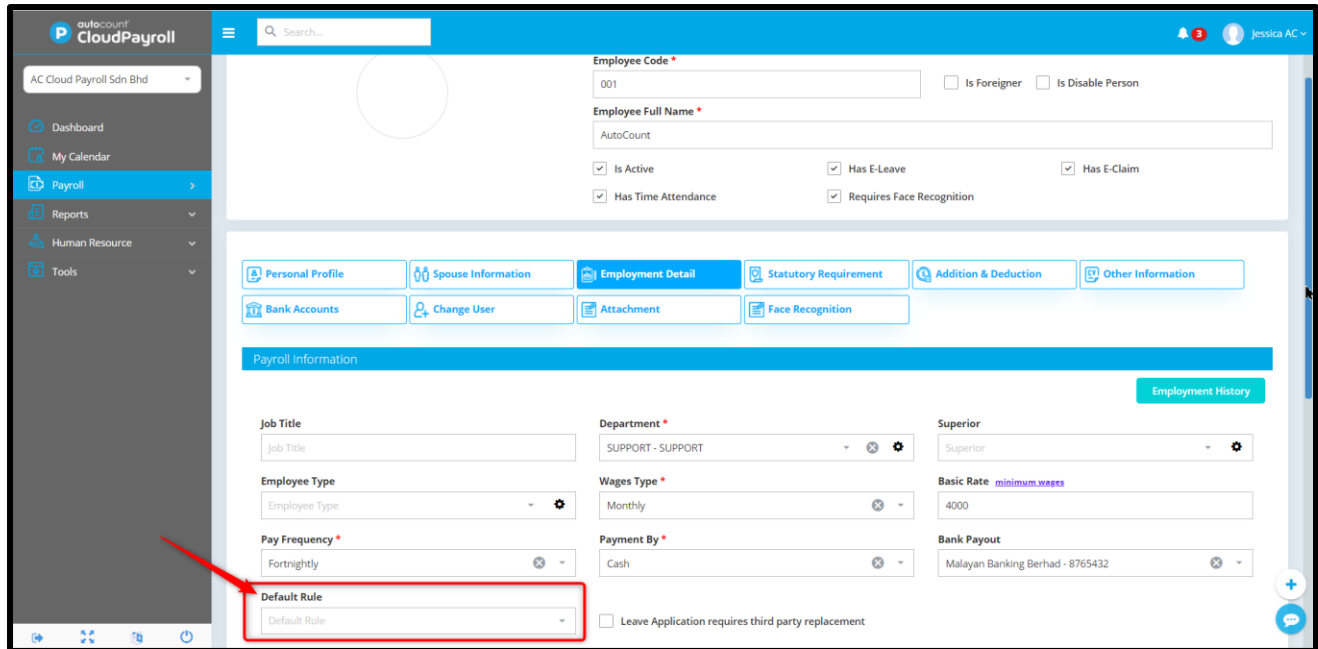 autocount
CloudPayroll
Search...
3
Jessica AC
AC Cloud Payroll Sdn Bhd
Dashboard
My Calendar
Payroll
Reports
Human Resource
Tools
Employee Code *
001
Is Foreigner
Is Disable Person
Employee Full Name *
AutoCount
Is Active
Has E-Leave
Has E-Claim
Has Time Attendance
Requires Face Recognition
Personal Profile
Spouse Information
Employment Detail
Statutory Requirement
Addition & Deduction
Other Information
Bank Accounts
Change User
Attachment
Face Recognition
Payroll Information
Employment History
Job Title
Department *
Superior
Job Title
SUPPORT - SUPPORT
Superior
Employee Type
Wages Type *
Basic Rate minimum wages
Employee Type
Monthly
4000
Pay Frequency *
Payment By *
Bank Payout
Fortnightly
Cash
Malayan Banking Berhad - 8765432
Default Rule
Default Rule
Leave Application requires third party replacement